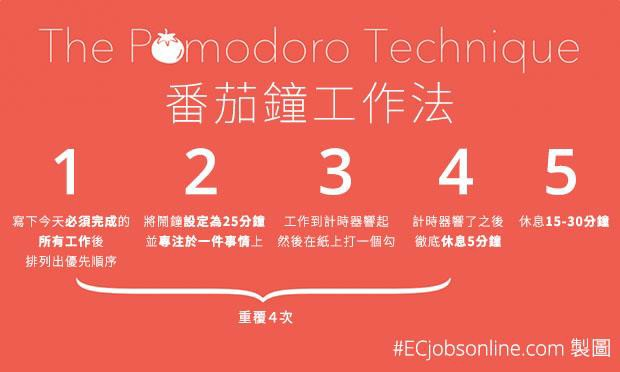 The Pomodoro Technique
番茄鐘工作法
1
寫下今天必須完成的
所有工作後
排列出優先順序
2
將鬧鐘設定為25分鐘
並專注於一件事情上
3
工作到計時器響起
然後在紙上打一個勾
4
計時器響了之後
徹底休息5分鐘
5
休息15-30分鐘
重覆4次
#ECjobsonline.com 製圖